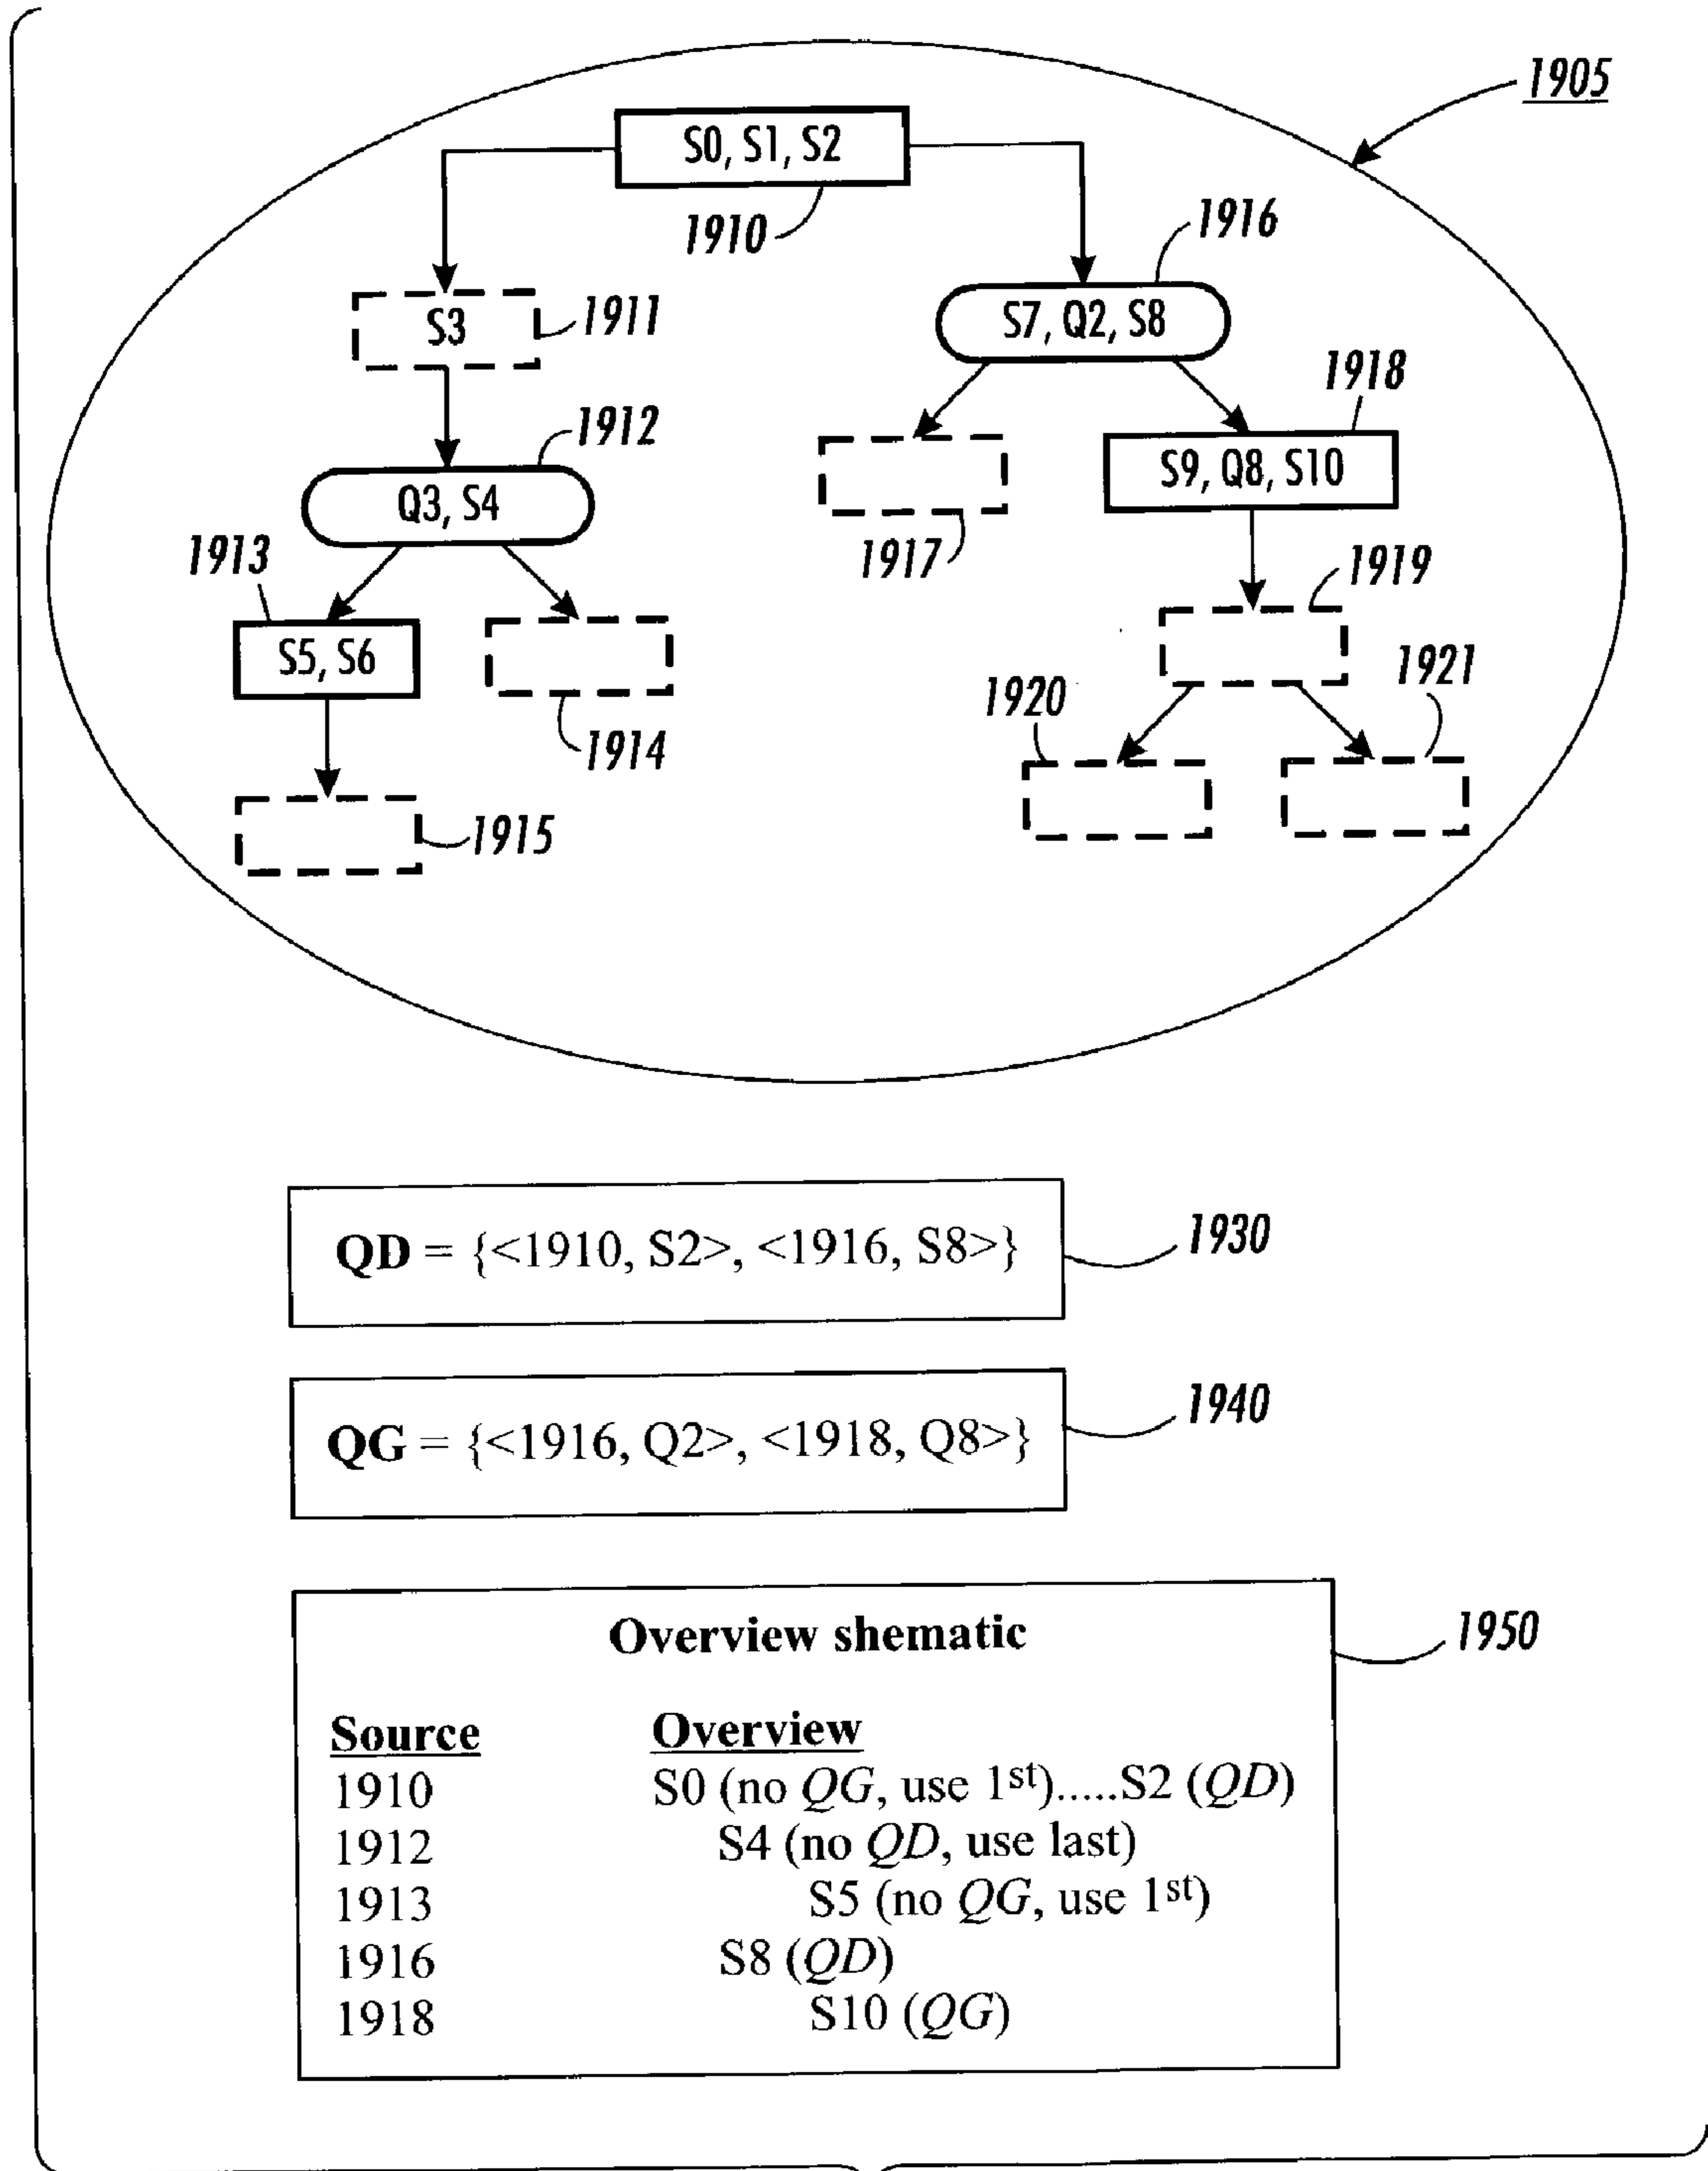 1905
S0, S1, S2
1910
1916
S3
1911
S7, Q2, S8
1918
1912
Q3, S4
S9, Q8, S10
1917
1913
1919
S5, S6
1914
1920
1921
1915
QD = {<1910, S2>, <1916, S8>}
1930
QG = {<1916, Q2>, <1918, Q8>}
1940
Overview shematic
1950
Source Overview
1910 S0 (no QG, use 1st).....S2 (QD)
1912 S4 (no QD, use last)
1913 S5 (no QG, use 1st)
1916 S8 (QD)
1918 S10 (QG)